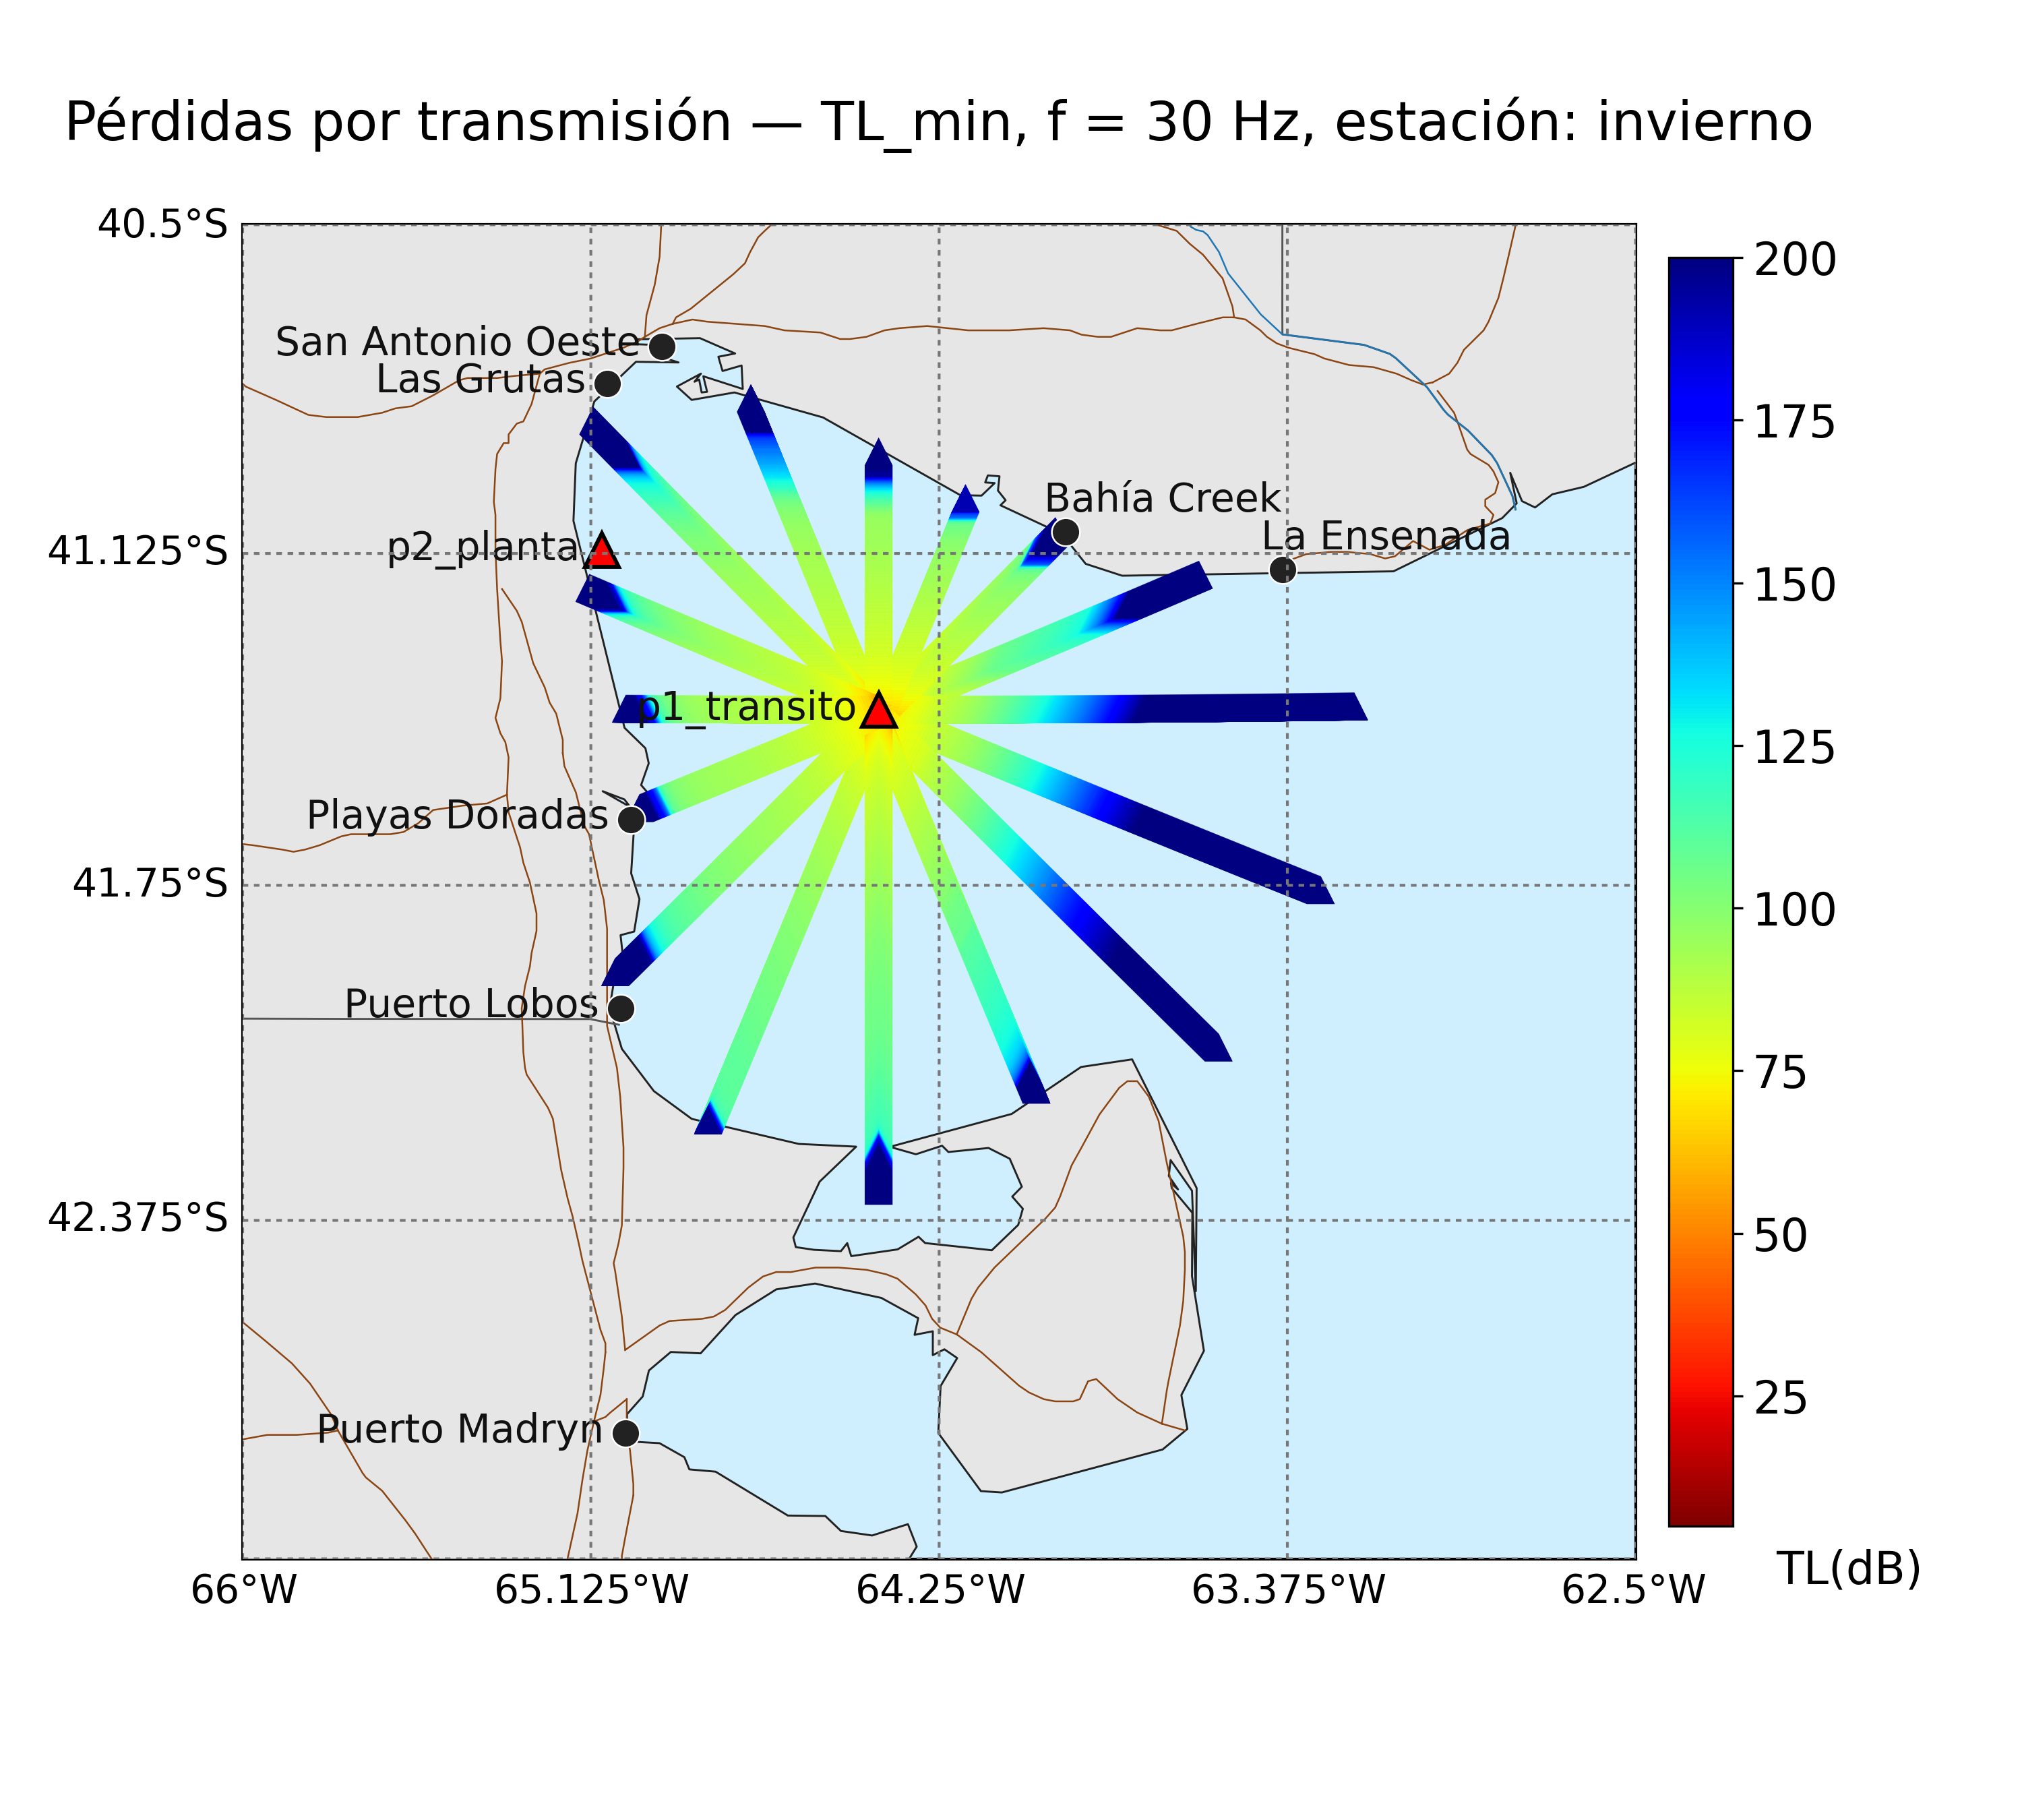 Pérdidas por transmisión — TL_min, f = 30 Hz, estación: invierno
40.5°S
200
San Antonio Oeste
Las Grutas
175
Bahía Creek
La Ensenada
p2_planta
41.125°S
150
p1_transito
125
Playas Doradas
41.75°S
100
Puerto Lobos
75
42.375°S
50
25
Puerto Madryn
TL(dB)
66°W
65.125°W
64.25°W
63.375°W
62.5°W